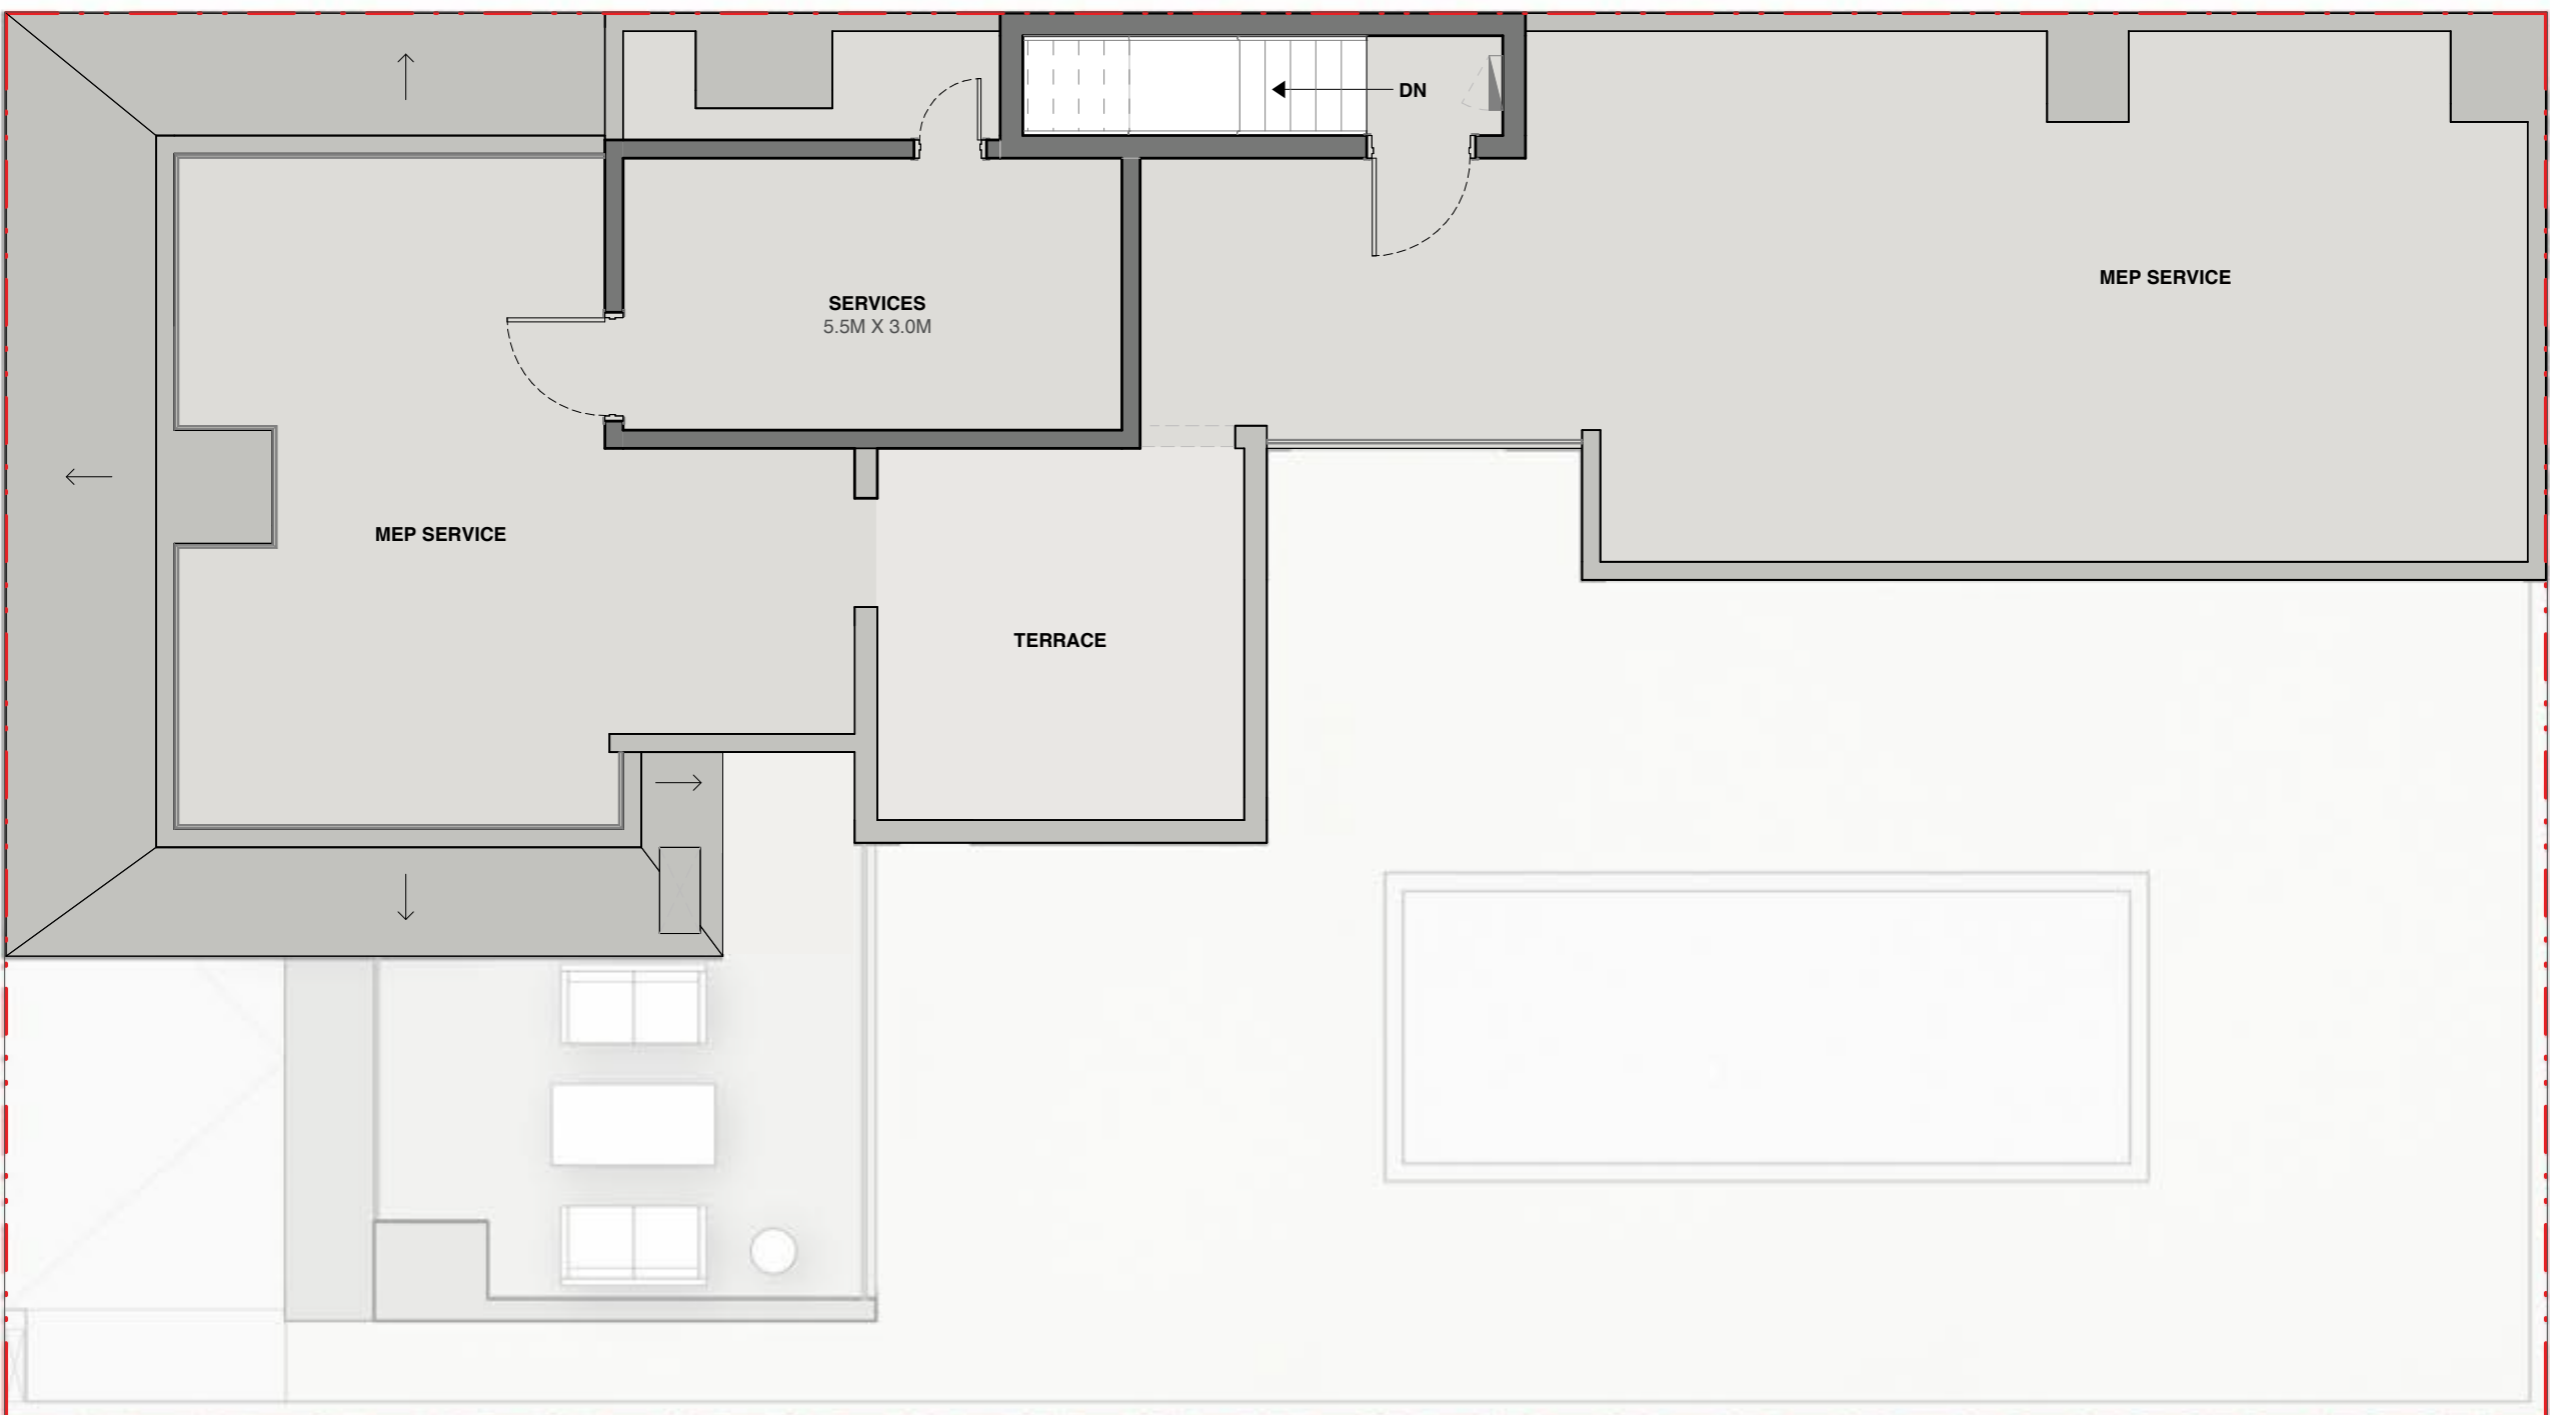 DN
MEP SERVICE
SERVICES
5.5M X 3.0M
MEP SERVICE
TERRACE